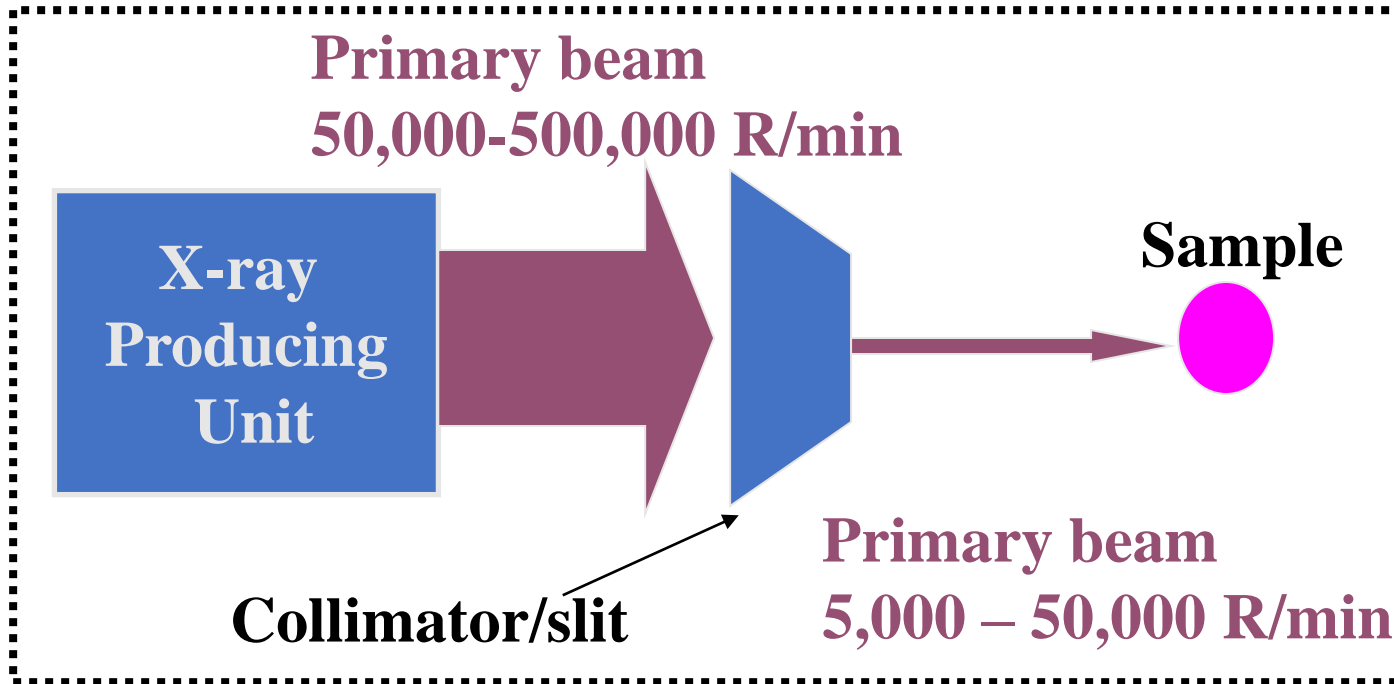 Primary beam
50,000-500,000 R/min
X-ray
Producing
Unit
Sample
Collimator/slit
Primary beam
5,000 – 50,000 R/min